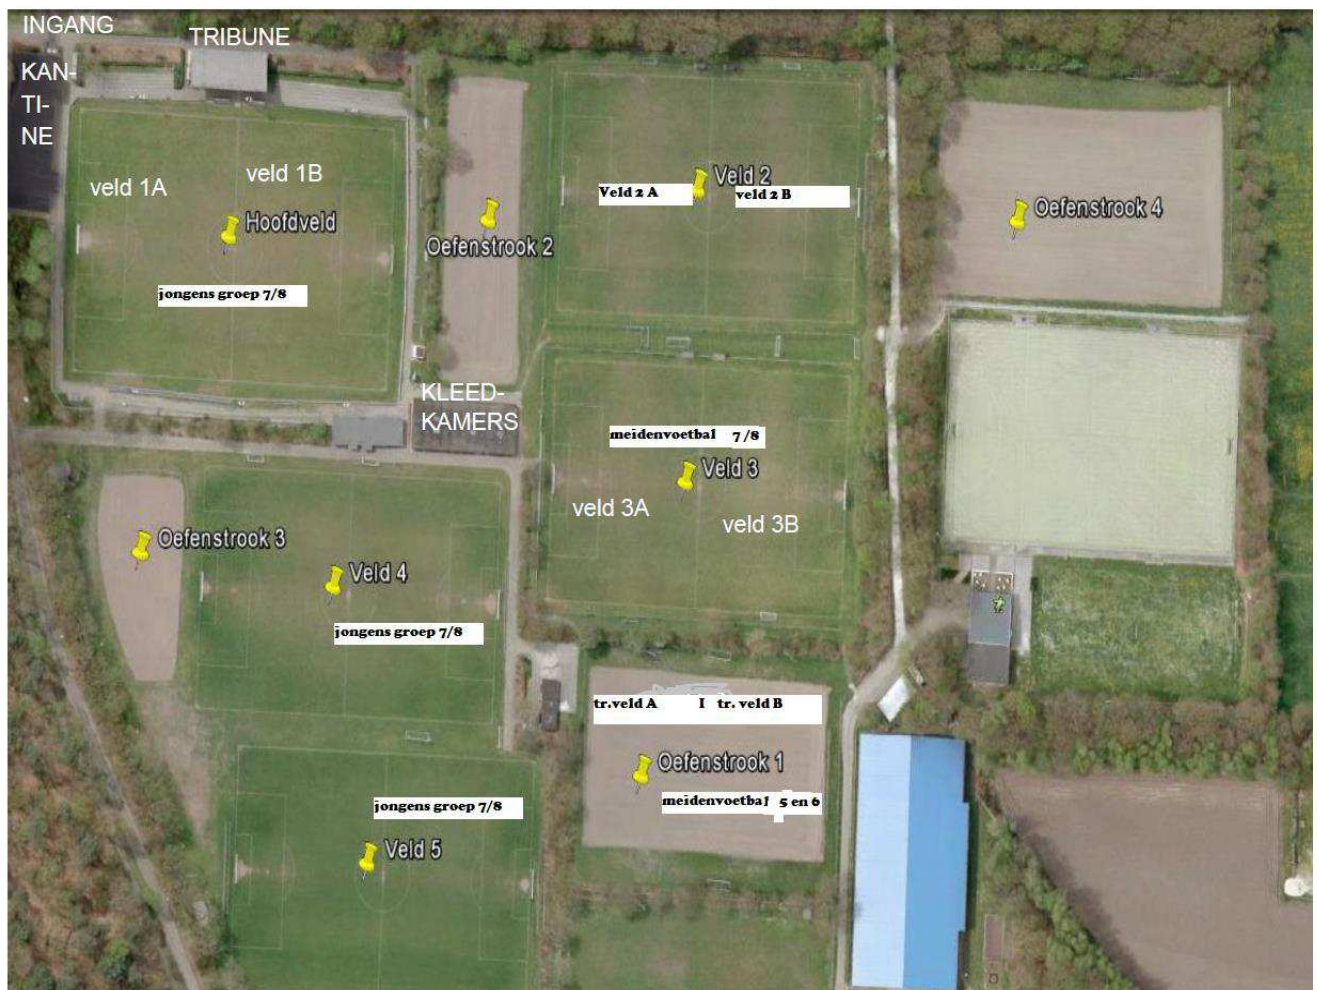 INGANG
TRIBUNE
KAN-
TI-
NE
veld 1A
veld 1B
Hoofdveld
jongens groep 7/8
Oefenstrook 2
Veld 2
Veld 2 A
veld 2 B
Oefenstrook 4
KLEED-
KAMERS
meidenvoetbal 7/8
Veld 3
veld 3A
veld 3B
Oefenstrook 3
Veld 4
jongens groep 7/8
tr.veld A I tr. veld B
Oefenstrook 1
meidenvoetbal 5 en 6
jongens groep 7/8
Veld 5